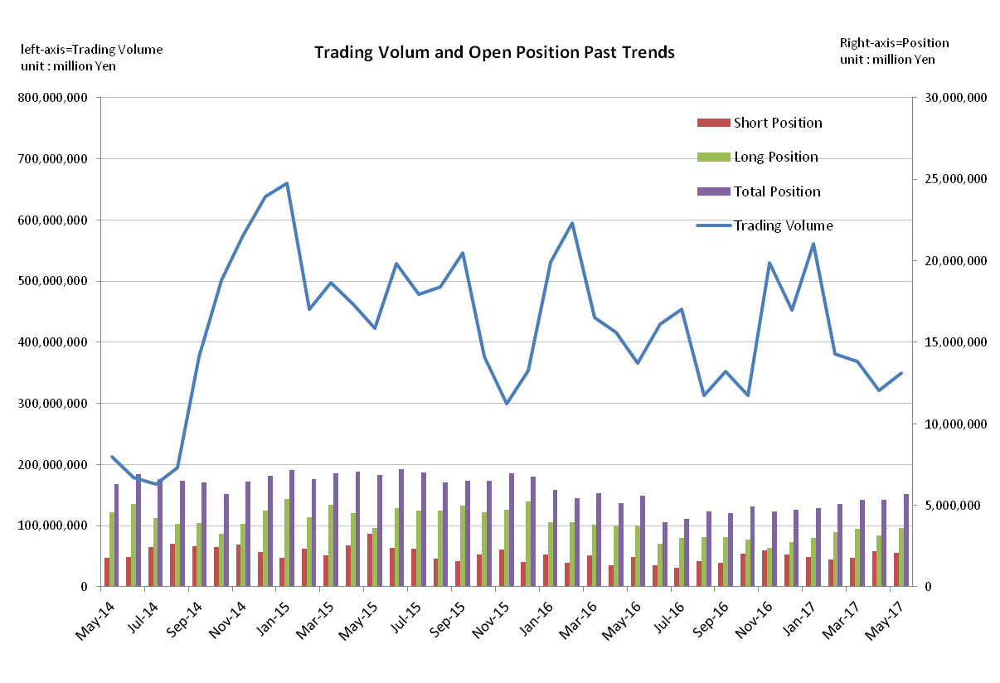 left-axis=Trading Volume
unit : million Yen
Trading Volum and Open Position Past Trends
Right-axis=Position
unit : million Yen
800,000,000
700,000,000
600,000,000
500,000,000
400,000,000
300,000,000
200,000,000
100,000,000
0
30,000,000
25,000,000
20,000,000
15,000,000
10,000,000
5,000,000
0
Short Position
Long Position
Total Position
Trading Volume
May-14
Jul-14
Sep-14
Nov-14
Jan-15
Mar-15
May-15
Jul-15
Sep-15
Nov-15
Jan-16
Mar-16
May-16
Jul-16
Sep-16
Nov-16
Jan-17
Mar-17
May-17